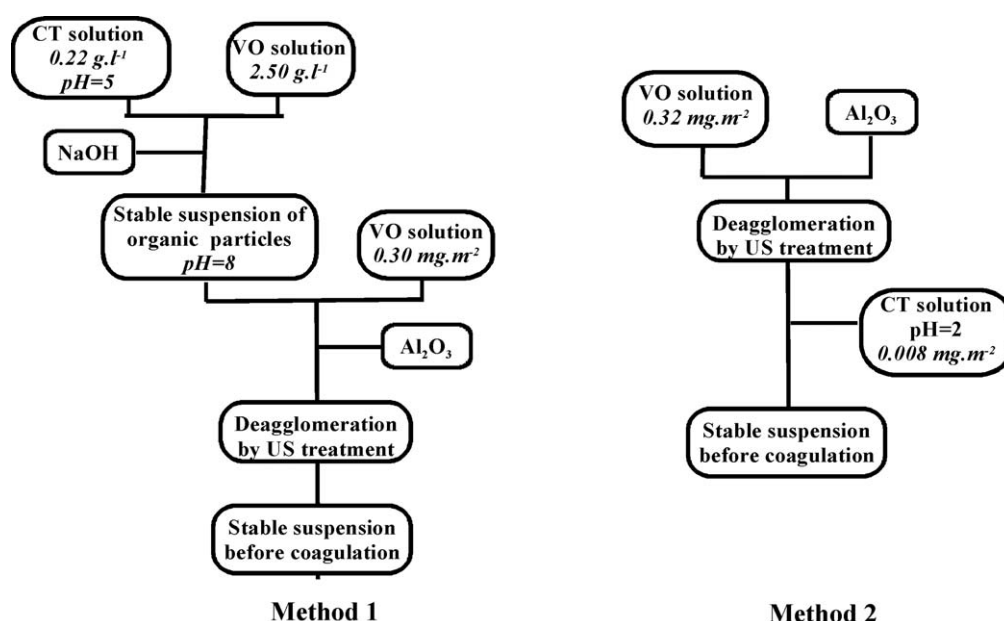 CT solution
0.22 g.l⁻¹
pH=5
VO solution
2.50 g.l⁻¹
NaOH
Stable suspension of
organic particles
pH=8
VO solution
0.30 mg.m⁻²
Al₂O₃
Deagglomeration
by US treatment
Stable suspension
before coagulation
Method 1
VO solution
0.32 mg.m⁻²
Al₂O₃
Deagglomeration
by US treatment
CT solution
pH=2
0.008 mg.m⁻²
Stable suspension
before coagulation
Method 2